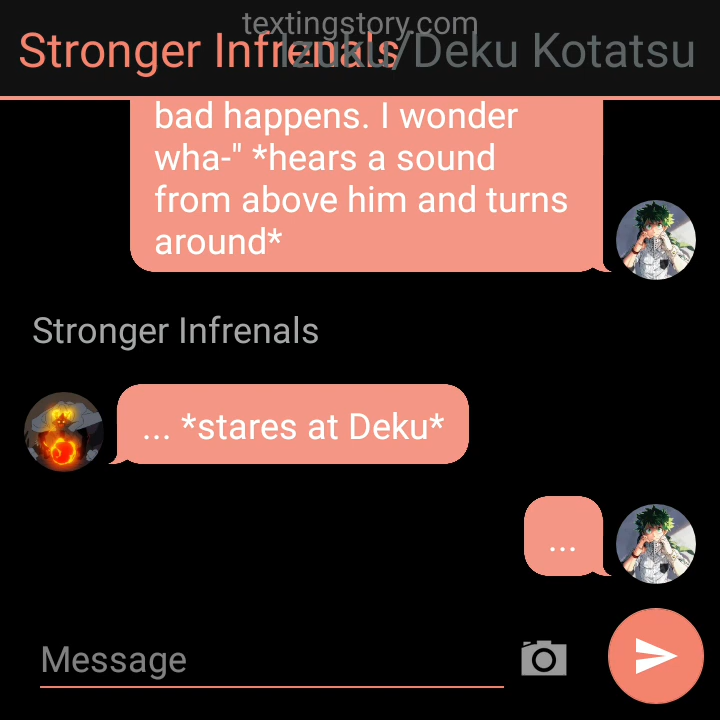 textingstory.com
Stronger Infrenals
Izuku/Deku Kotatsu
bad happens. I wonder
wha-" *hears a sound
from above him and turns
around*
Stronger Infrenals
... *stares at Deku*
...
Message